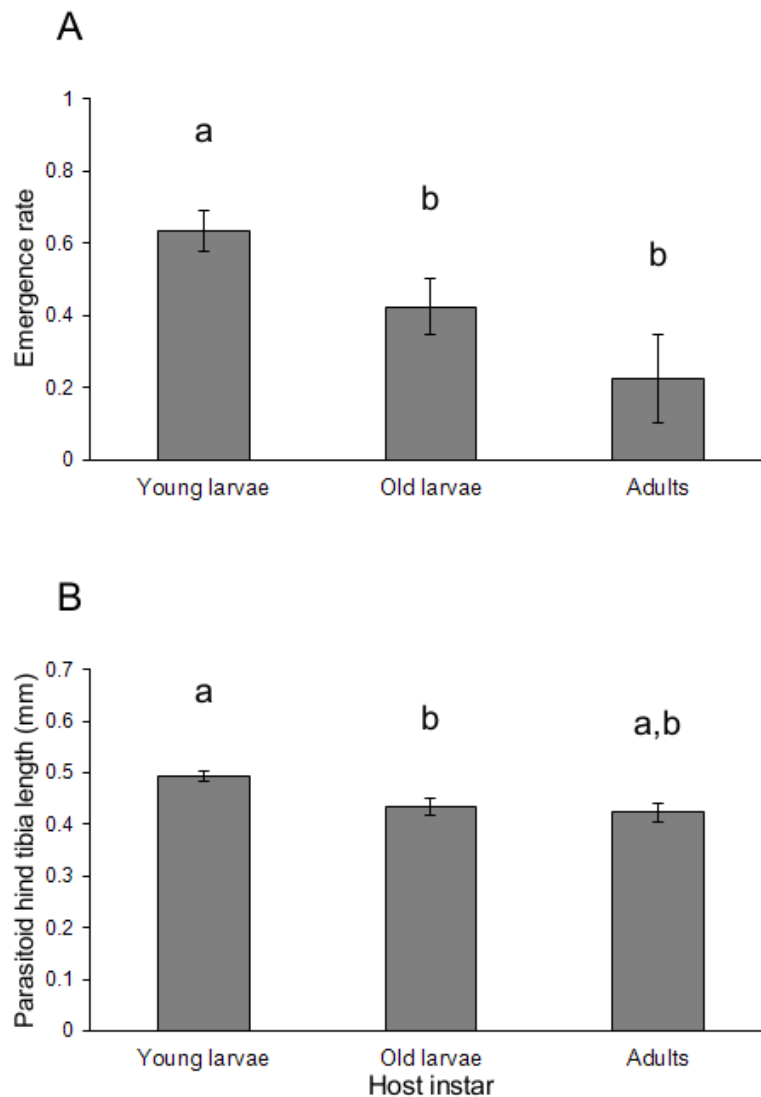 A
Emergence rate
1
0.8
0.6
0.4
0.2
0
a
b
b
Young larvae
Old larvae
Adults
B
Parasitoid hind tibia length (mm)
0.7
0.6
0.5
0.4
0.3
0.2
0.1
0
a
b
a,b
Young larvae
Old larvae
Adults
Host instar